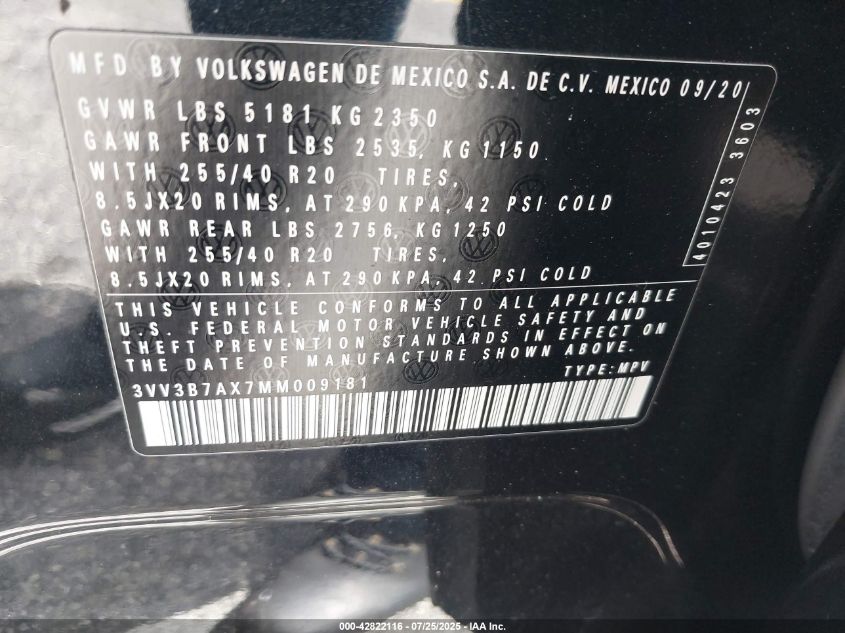 MFD BY VOLKSWAGEN DE MEXICO S.A. DE C.V. MEXICO 09/20
GVWR LBS 5181 KG 2350
GAWR FRONT LBS 2535, KG 1150
WITH 255/40 R20 TIRES,
8.5JX20 RIMS, AT 290 KPA, 42 PSI COLD
GAWR REAR LBS 2756, KG 1250
WITH 255/40 R20 TIRES,
8.5JX20 RIMS, AT 290 KPA, 42 PSI COLD
4010423 3603
THIS VEHICLE CONFORMS TO ALL APPLICABLE
U.S. FEDERAL MOTOR VEHICLE SAFETY AND
THEFT PREVENTION STANDARDS IN EFFECT ON
THE DATE OF MANUFACTURE SHOWN ABOVE.
3VV3B7AX7MM009181 TYPE: MPV
000-42822116 - 07/25/2025 - IAA Inc.